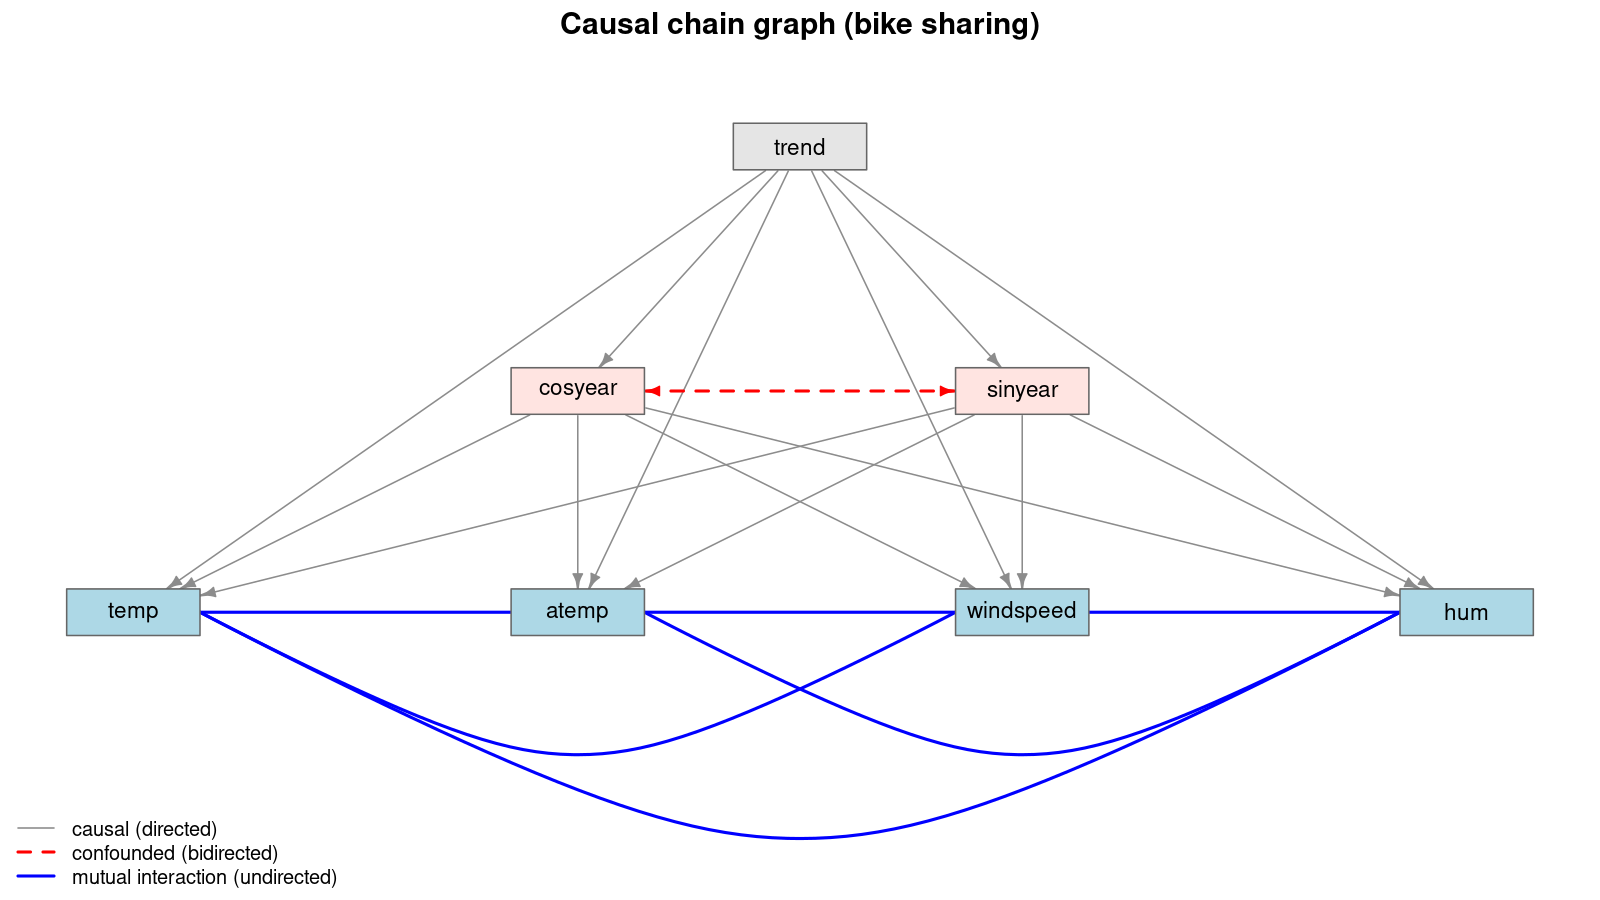 Causal chain graph (bike sharing)
trend
cosyear
sinyear
temp
atemp
windspeed
hum
causal (directed)
confounded (bidirected)
mutual interaction (undirected)